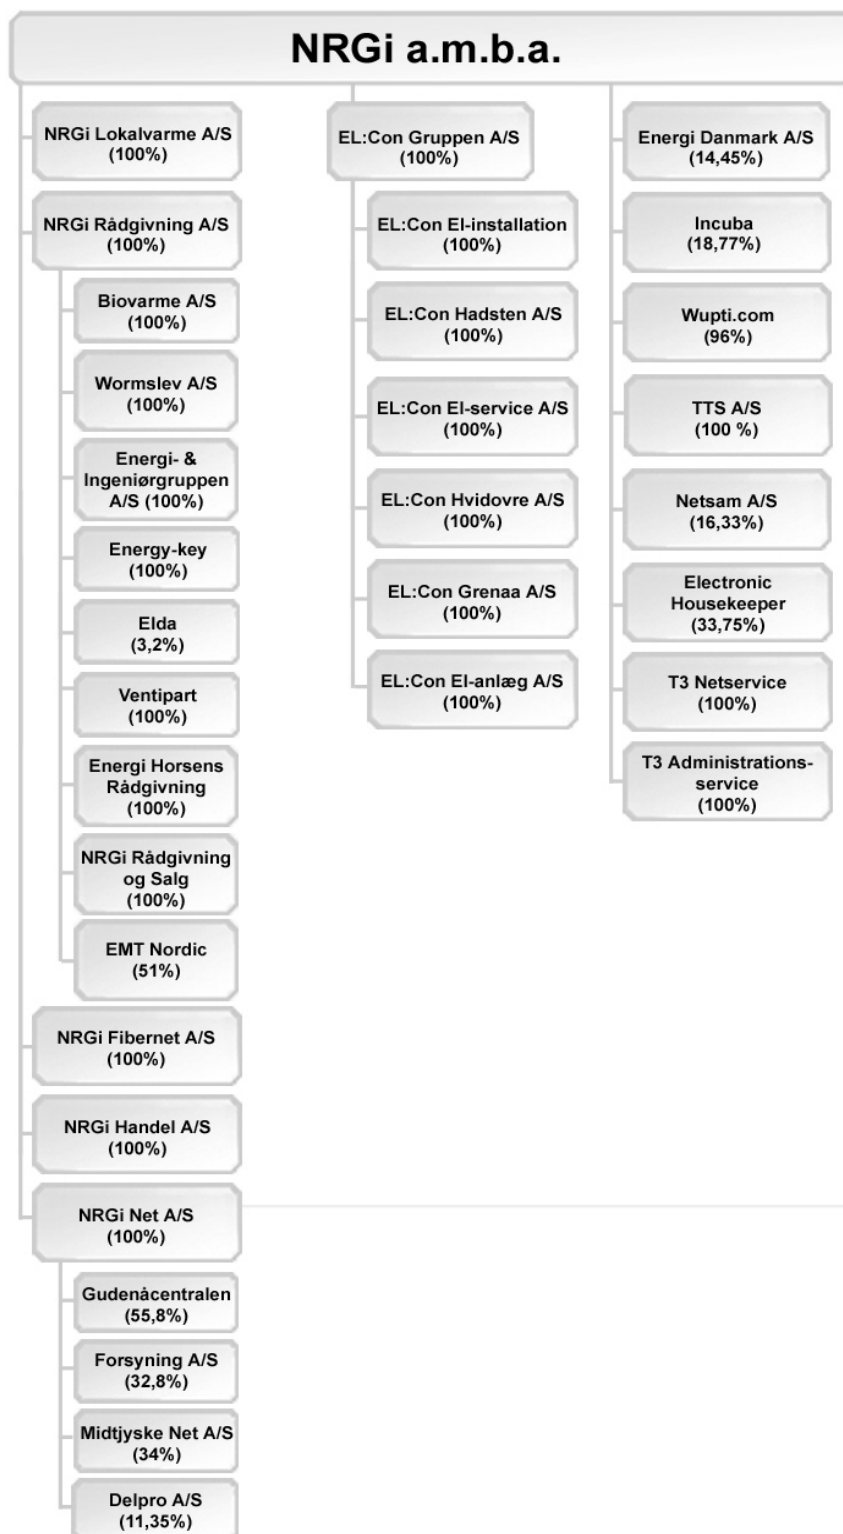 NRGi a.m.b.a.
NRGi Lokalvarme A/S
(100%)
NRGi Rådgivning A/S
(100%)
Biovarme A/S
(100%)
Wormslev A/S
(100%)
Energi- &
Ingeniørgruppen
A/S (100%)
Energy-key
(100%)
Elda
(3,2%)
Ventipart
(100%)
Energi Horsens
Rådgivning
(100%)
NRGi Rådgivning
og Salg
(100%)
EMT Nordic
(51%)
NRGi Fibernet A/S
(100%)
NRGi Handel A/S
(100%)
NRGi Net A/S
(100%)
Gudenåcentralen
(55,8%)
Forsyning A/S
(32,8%)
Midtjyske Net A/S
(34%)
Delpro A/S
(11,35%)
EL:Con Gruppen A/S
(100%)
EL:Con El-installation
(100%)
EL:Con Hadsten A/S
(100%)
EL:Con El-service A/S
(100%)
EL:Con Hvidovre A/S
(100%)
EL:Con Grenaa A/S
(100%)
EL:Con El-anlæg A/S
(100%)
Energi Danmark A/S
(14,45%)
Incuba
(18,77%)
Wupti.com
(96%)
TTS A/S
(100 %)
Netsam A/S
(16,33%)
Electronic
Housekeeper
(33,75%)
T3 Netservice
(100%)
T3 Administrations-
service
(100%)